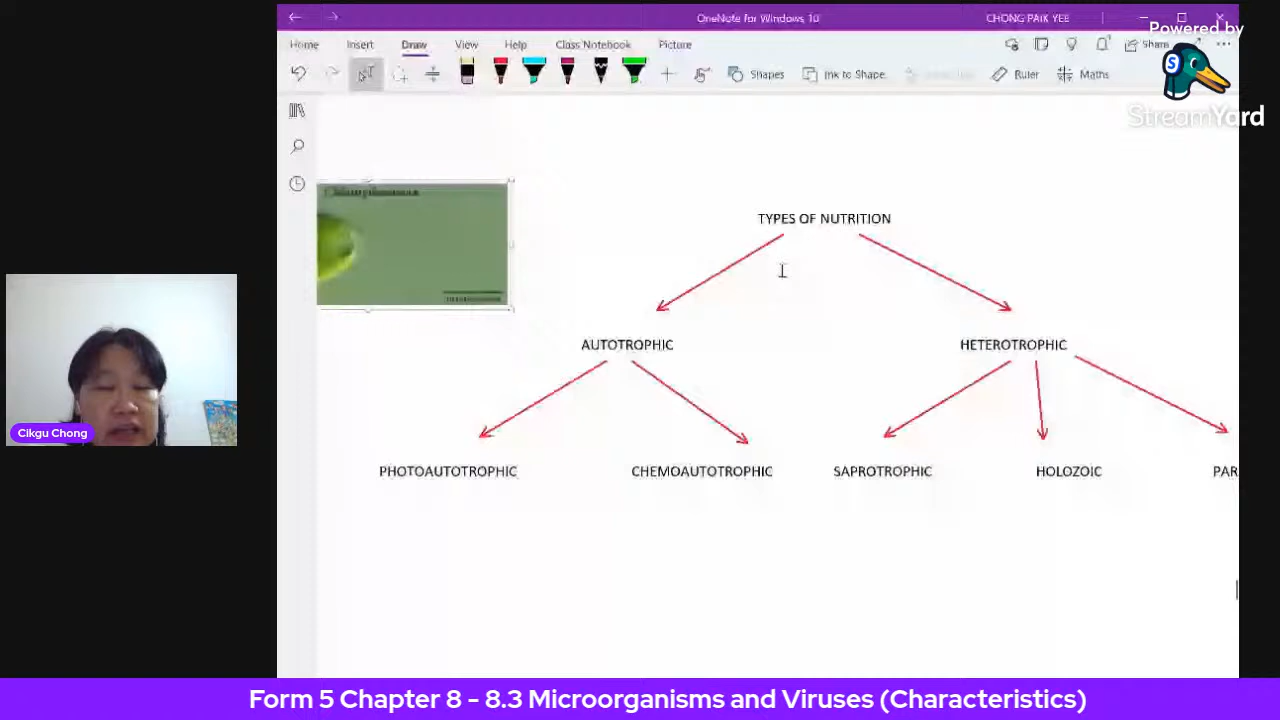 OneNote for Windows 10
CHONG PAIK YEE
Powered by
StreamYard
Home Insert Draw View Help Class Notebook Picture
Share
Shapes Ink to Shape Ruler Maths
TYPES OF NUTRITION
AUTOTROPHIC HETEROTROPHIC
PHOTOAUTOTROPHIC CHEMOAUTOTROPHIC SAPROTROPHIC HOLOZOIC PAR
Cikgu Chong
Form 5 Chapter 8 - 8.3 Microorganisms and Viruses (Characteristics)